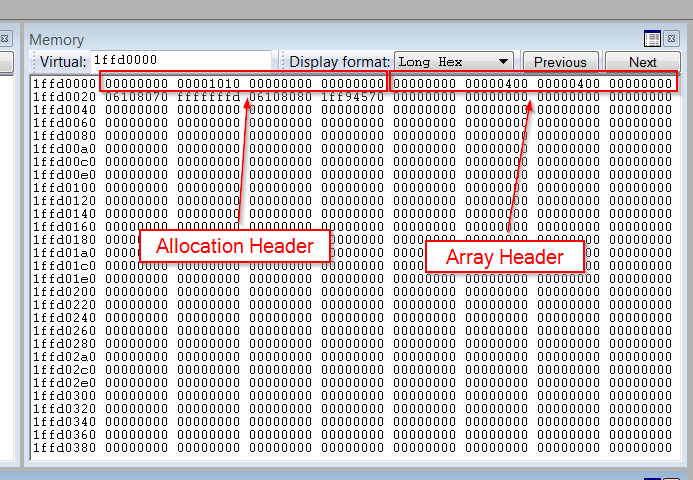 Memory
Virtual: 1ffd0000 Display format: Long Hex Previous Next
1ffd0000 00000000 00001010 00000000 00000000 00000000 00000400 00000400 00000000
1ffd0020 06108070 fffffffd 06108080 1ff94570 00000000 00000000 00000000 00000000
1ffd0040 00000000 00000000 00000000 00000000 00000000 00000000 00000000 00000000
1ffd0060 00000000 00000000 00000000 00000000 00000000 00000000 00000000 00000000
1ffd0080 00000000 00000000 00000000 00000000 00000000 00000000 00000000 00000000
1ffd00a0 00000000 00000000 00000000 00000000 00000000 00000000 00000000 00000000
1ffd00c0 00000000 00000000 00000000 00000000 00000000 00000000 00000000 00000000
1ffd00e0 00000000 00000000 00000000 00000000 00000000 00000000 00000000 00000000
1ffd0100 00000000 00000000 00000000 00000000 00000000 00000000 00000000 00000000
1ffd0120 00000000 00000000 00000000 00000000 00000000 00000000 00000000 00000000
1ffd0140 00000000 00000000 00000000 00000000 00000000 00000000 00000000 00000000
1ffd0160 00000000 00000000 00000000 00000000 00000000 00000000 00000000 00000000
1ffd0180 00000000
Allocation Header
Array Header
00000000
1ffd01a0 00000000
1ffd01c0 00000000
1ffd01e0 00000000 00000000 00000000 00000000 00000000 00000000 00000000 00000000
1ffd0200 00000000 00000000 00000000 00000000 00000000 00000000 00000000 00000000
1ffd0220 00000000 00000000 00000000 00000000 00000000 00000000 00000000 00000000
1ffd0240 00000000 00000000 00000000 00000000 00000000 00000000 00000000 00000000
1ffd0260 00000000 00000000 00000000 00000000 00000000 00000000 00000000 00000000
1ffd0280 00000000 00000000 00000000 00000000 00000000 00000000 00000000 00000000
1ffd02a0 00000000 00000000 00000000 00000000 00000000 00000000 00000000 00000000
1ffd02c0 00000000 00000000 00000000 00000000 00000000 00000000 00000000 00000000
1ffd02e0 00000000 00000000 00000000 00000000 00000000 00000000 00000000 00000000
1ffd0300 00000000 00000000 00000000 00000000 00000000 00000000 00000000 00000000
1ffd0320 00000000 00000000 00000000 00000000 00000000 00000000 00000000 00000000
1ffd0340 00000000 00000000 00000000 00000000 00000000 00000000 00000000 00000000
1ffd0360 00000000 00000000 00000000 00000000 00000000 00000000 00000000 00000000
1ffd0380 00000000 00000000 00000000 00000000 00000000 00000000 00000000 00000000